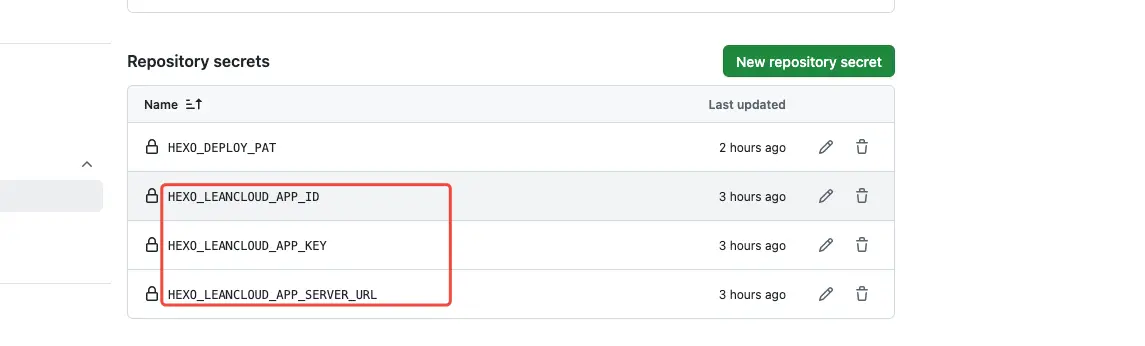 Repository secrets New repository secret
Name Last updated
HEXO_DEPLOY_PAT 2 hours ago
HEXO_LEANCLOUD_APP_ID 3 hours ago
HEXO_LEANCLOUD_APP_KEY 3 hours ago
HEXO_LEANCLOUD_APP_SERVER_URL 3 hours ago